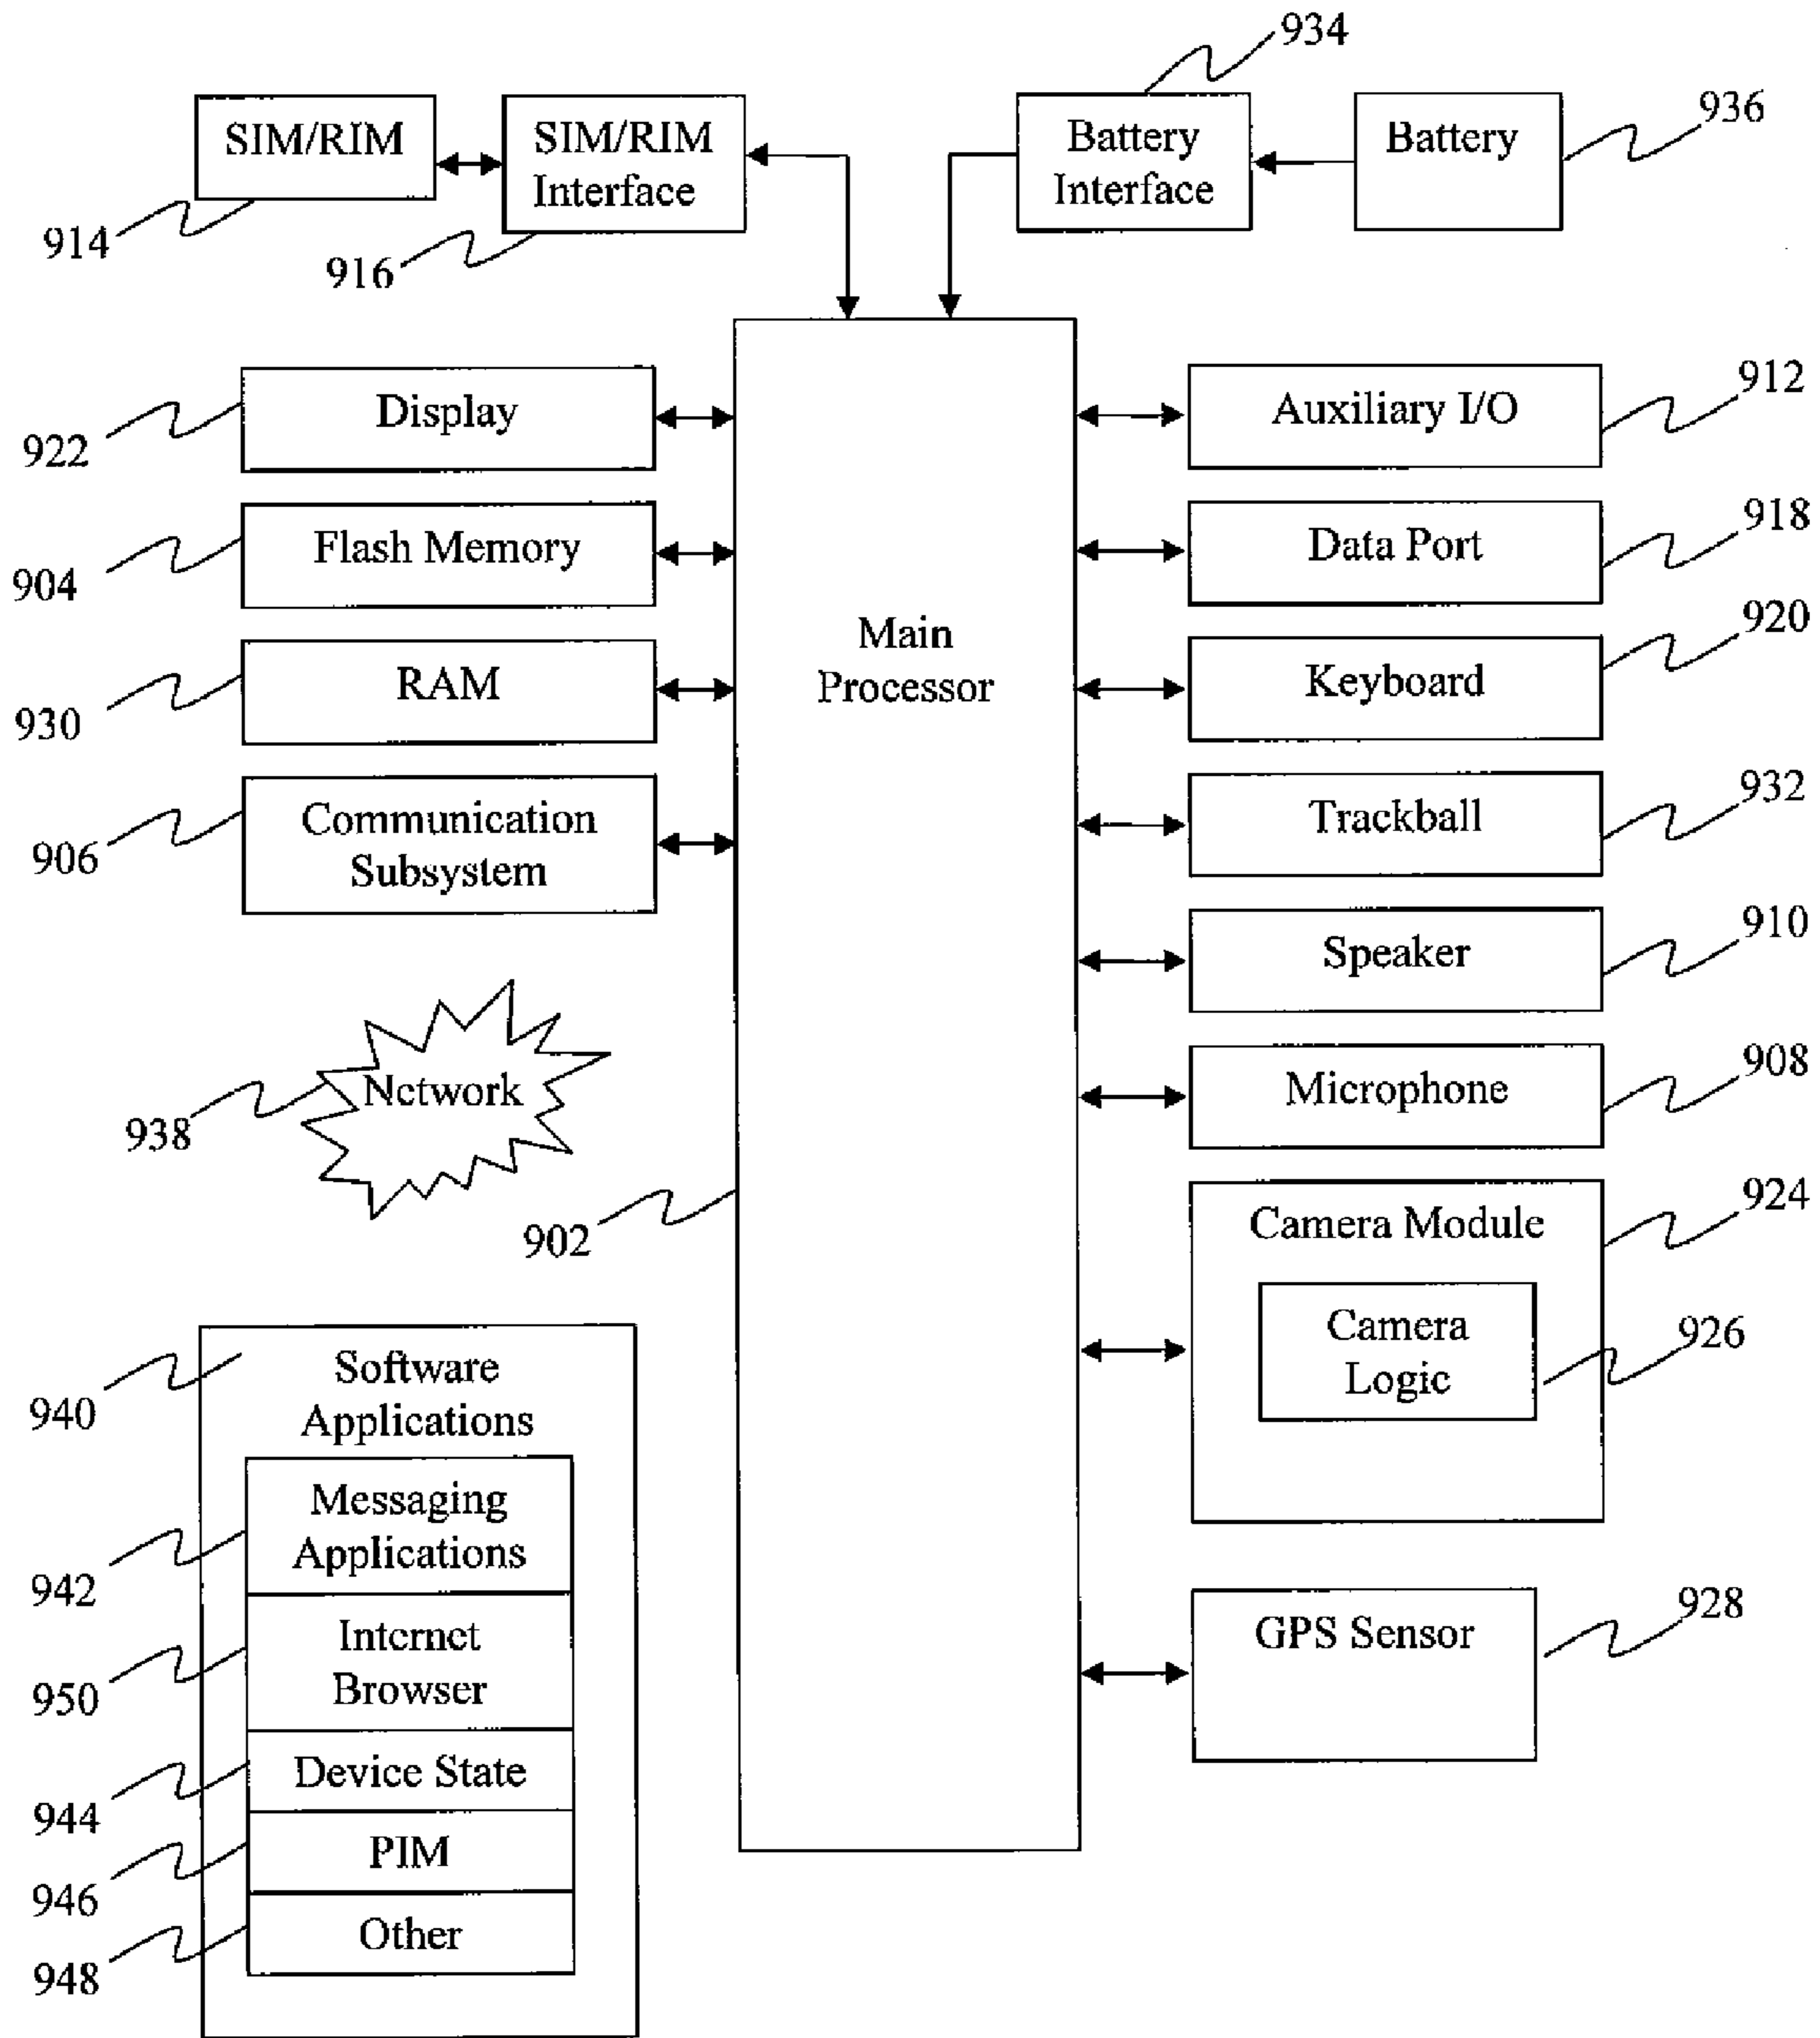 934
SIM/RIM
SIM/RIM
Interface
Battery
Interface
Battery
936
914
916
Display
922
Auxiliary I/O
912
Flash Memory
904
Data Port
918
Main
Processor
RAM
930
Keyboard
920
Communication
Subsystem
906
Trackball
932
Speaker
910
Network
938
Microphone
908
902
Camera Module
924
Camera
Logic
926
Software
Applications
940
Messaging
Applications
942
Internet
Browser
950
GPS Sensor
928
Device State
944
PIM
946
Other
948